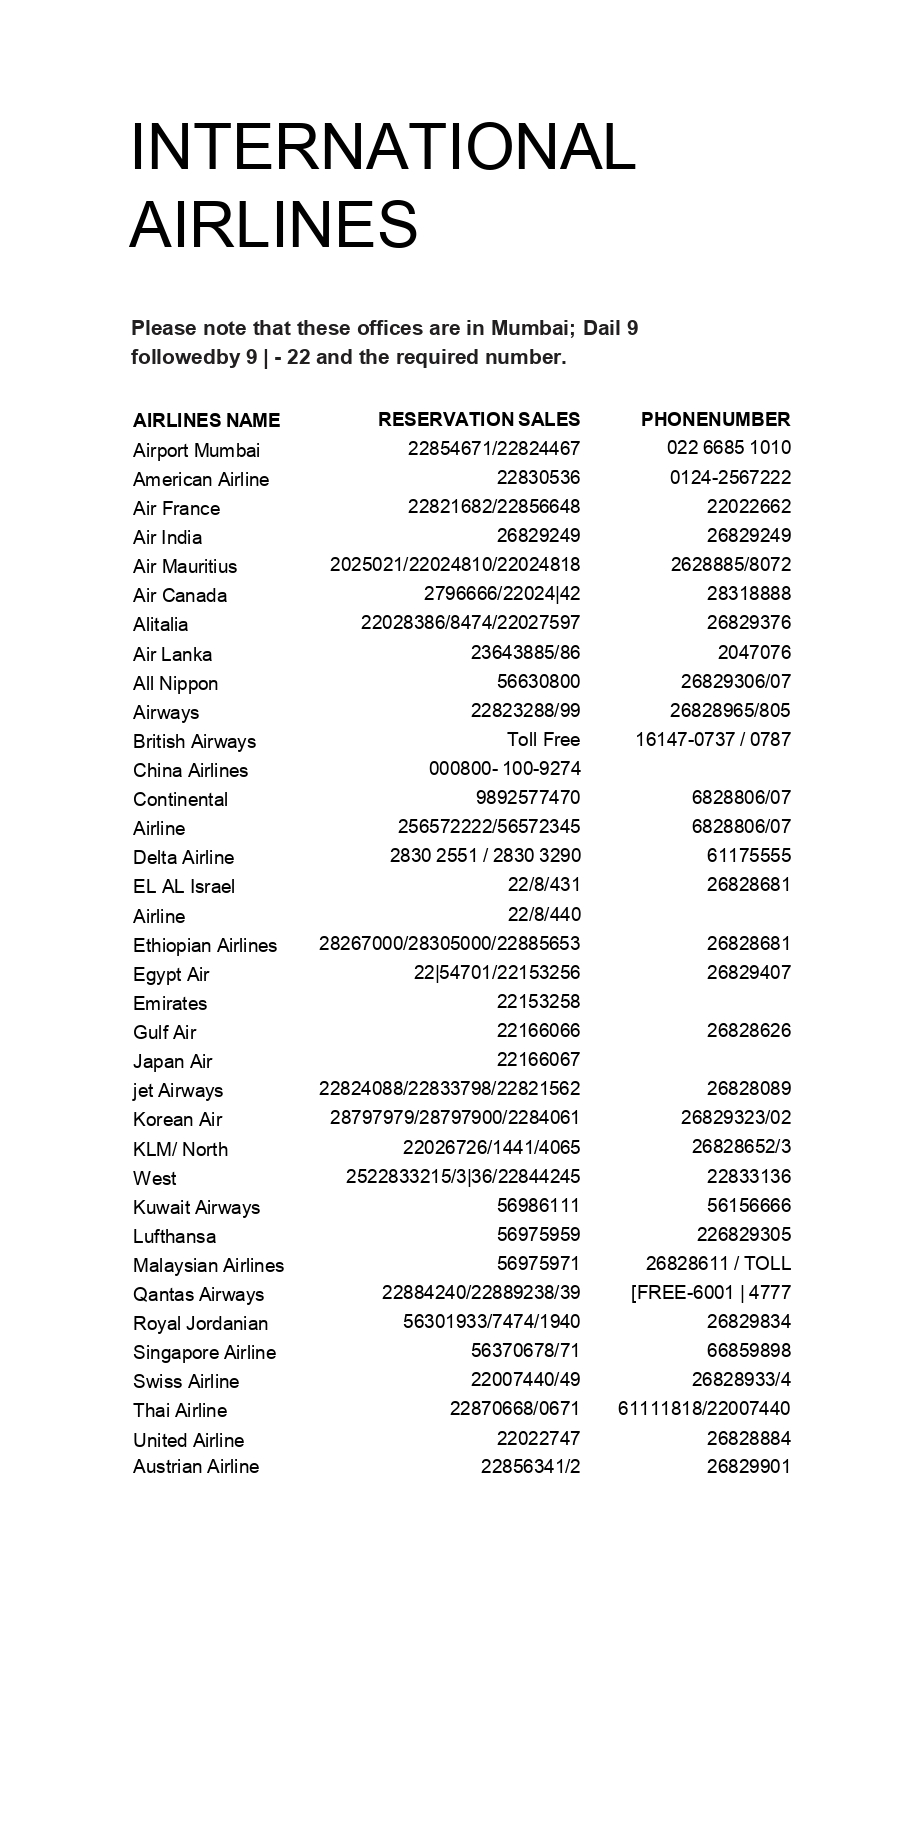 INTERNATIONAL
AIRLINES
Please note that these offices are in Mumbai; Dail 9
followedby 9 | - 22 and the required number.
AIRLINES NAME RESERVATION SALES PHONENUMBER
Airport Mumbai 22854671/22824467 022 6685 1010
American Airline 22830536 0124-2567222
Air France 22821682/22856648 22022662
Air India 26829249 26829249
Air Mauritius 2025021/22024810/22024818 2628885/8072
Air Canada 2796666/22024|42 28318888
Alitalia 22028386/8474/22027597 26829376
Air Lanka 23643885/86 2047076
All Nippon 56630800 26829306/07
Airways 22823288/99 26828965/805
British Airways Toll Free 16147-0737 / 0787
China Airlines 000800- 100-9274
Continental 9892577470 6828806/07
Airline 256572222/56572345 6828806/07
Delta Airline 2830 2551 / 2830 3290 61175555
EL AL Israel 22/8/431 26828681
Airline 22/8/440
Ethiopian Airlines 28267000/28305000/22885653 26828681
Egypt Air 22|54701/22153256 26829407
Emirates 22153258
Gulf Air 22166066 26828626
Japan Air 22166067
jet Airways 22824088/22833798/22821562 26828089
Korean Air 28797979/28797900/2284061 26829323/02
KLM/ North 22026726/1441/4065 26828652/3
West 2522833215/3|36/22844245 22833136
Kuwait Airways 56986111 56156666
Lufthansa 56975959 226829305
Malaysian Airlines 56975971 26828611 / TOLL
Qantas Airways 22884240/22889238/39 [FREE-6001 | 4777
Royal Jordanian 56301933/7474/1940 26829834
Singapore Airline 56370678/71 66859898
Swiss Airline 22007440/49 26828933/4
Thai Airline 22870668/0671 61111818/22007440
United Airline 22022747 26828884
Austrian Airline 22856341/2 26829901